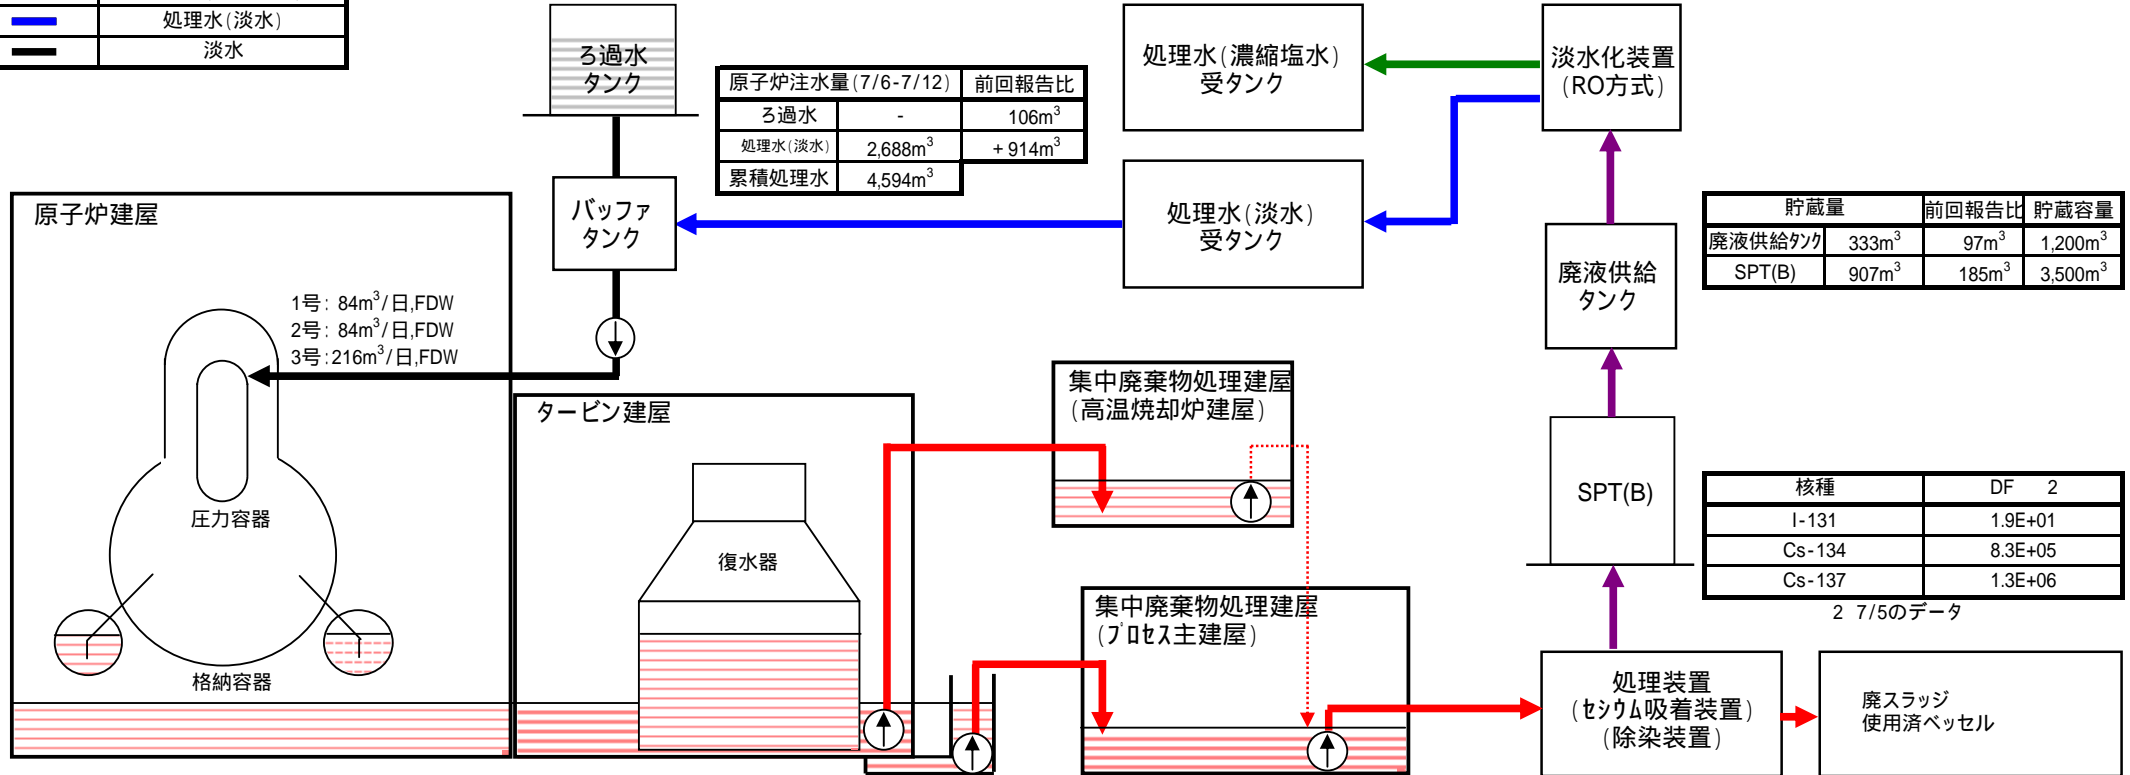 処理水(淡水)
淡水
ろ過水
タンク
原子炉注水量(7/6-7/12) 前回報告比
ろ過水 - 106m³
処理水(淡水) 2,688m³ +914m³
累積処理水 4,594m³
処理水(濃縮塩水)
受タンク
淡水化装置
(RO方式)
原子炉建屋
バッファ
タンク
処理水(淡水)
受タンク
貯蔵量 前回報告比 貯蔵容量
廃液供給タンク 333m³ 97m³ 1,200m³
SPT(B) 907m³ 185m³ 3,500m³
廃液供給
タンク
1号: 84m³/日,FDW
2号: 84m³/日,FDW
3号:216m³/日,FDW
タービン建屋
集中廃棄物処理建屋
(高温焼却炉建屋)
圧力容器
復水器
SPT(B)
核種 DF 2
I-131 1.9E+01
Cs-134 8.3E+05
Cs-137 1.3E+06
2 7/5のデータ
集中廃棄物処理建屋
(プロセス主建屋)
格納容器
処理装置
(セシウム吸着装置)
(除染装置)
廃スラッジ
使用済ベッセル